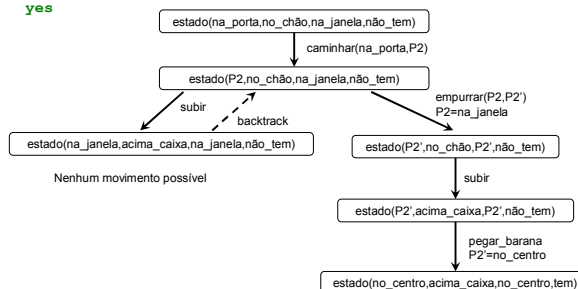 yes
estado(na_porta,no_chão,na_janela,não_tem)
caminhar(na_porta,P2)
estado(P2,no_chão,na_janela,não_tem)
subir
backtrack
empurrar(P2,P2')
P2=na_janela
estado(na_janela,acima_caixa,na_janela,não_tem)
estado(P2',no_chão,P2',não_tem)
Nenhum movimento possível
subir
estado(P2',acima_caixa,P2',não_tem)
pegar_barana
P2'=no_centro
estado(no_centro,acima_caixa,no_centro,tem)